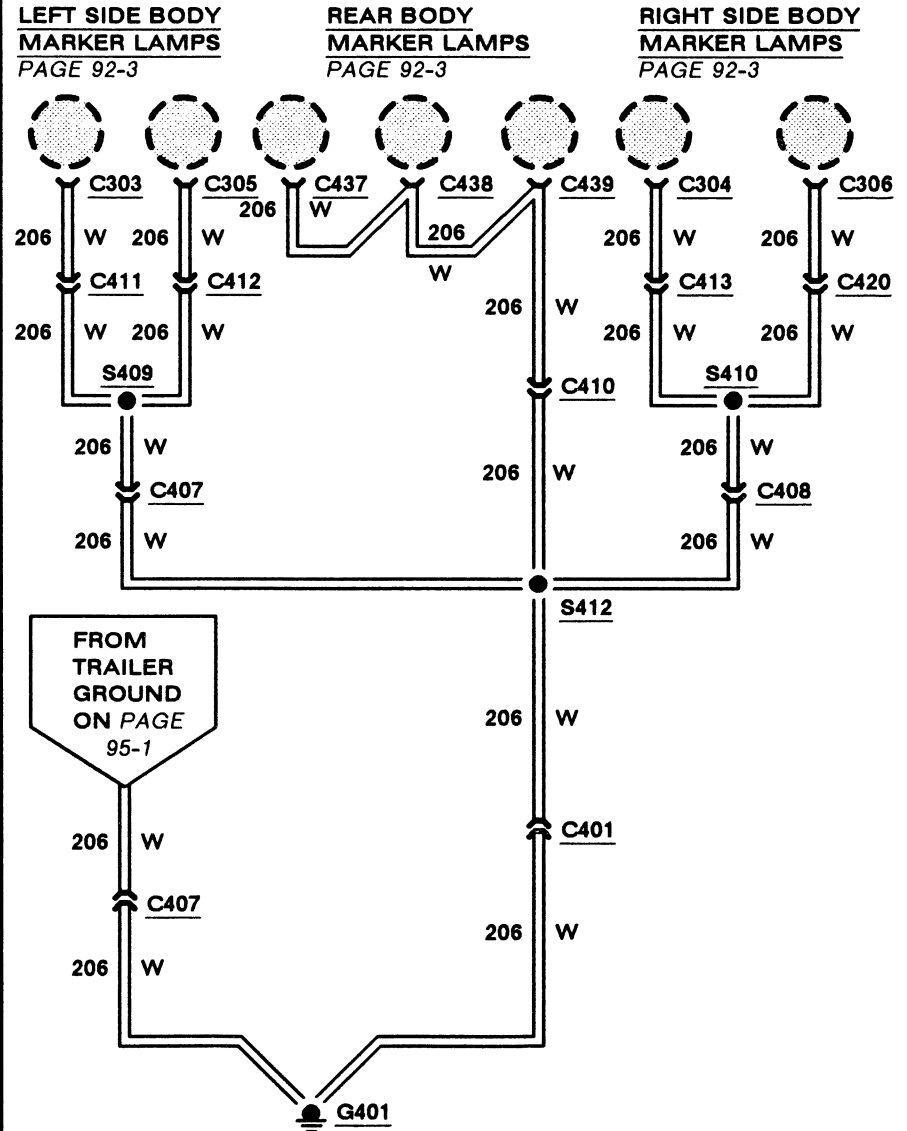 LEFT SIDE BODY
MARKER LAMPS
PAGE 92-3
REAR BODY
MARKER LAMPS
PAGE 92-3
RIGHT SIDE BODY
MARKER LAMPS
PAGE 92-3
C303 C305 C437 C438 C439 C304 C306
206 W
206 W 206 W 206 W 206 W 206 W
C411 C412 C413 C420
206 W
206 W 206 W 206 W 206 W
S409 S410
C410
206 W 206 W
206 W
C407 C408
206 W 206 W
S412
FROM
TRAILER
GROUND
ON PAGE
95-1
206 W
206 W
C401
C407
206 W
206 W
G401